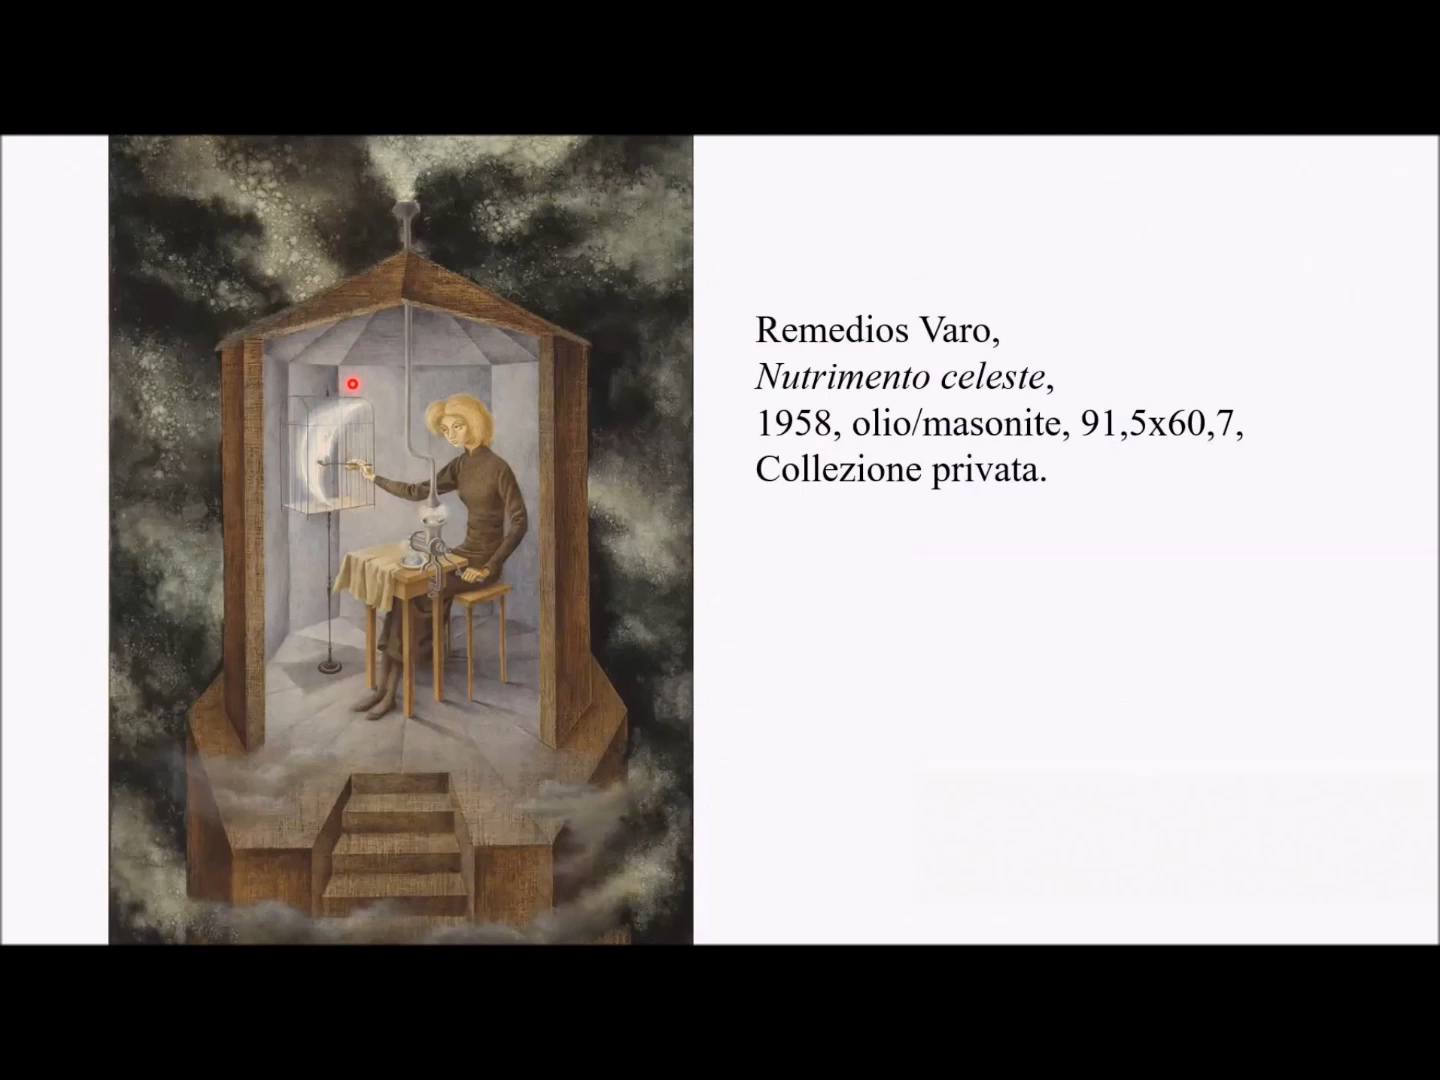 Remedios Varo,
Nutrimento celeste,
1958, olio/masonite, 91,5x60,7,
Collezione privata.